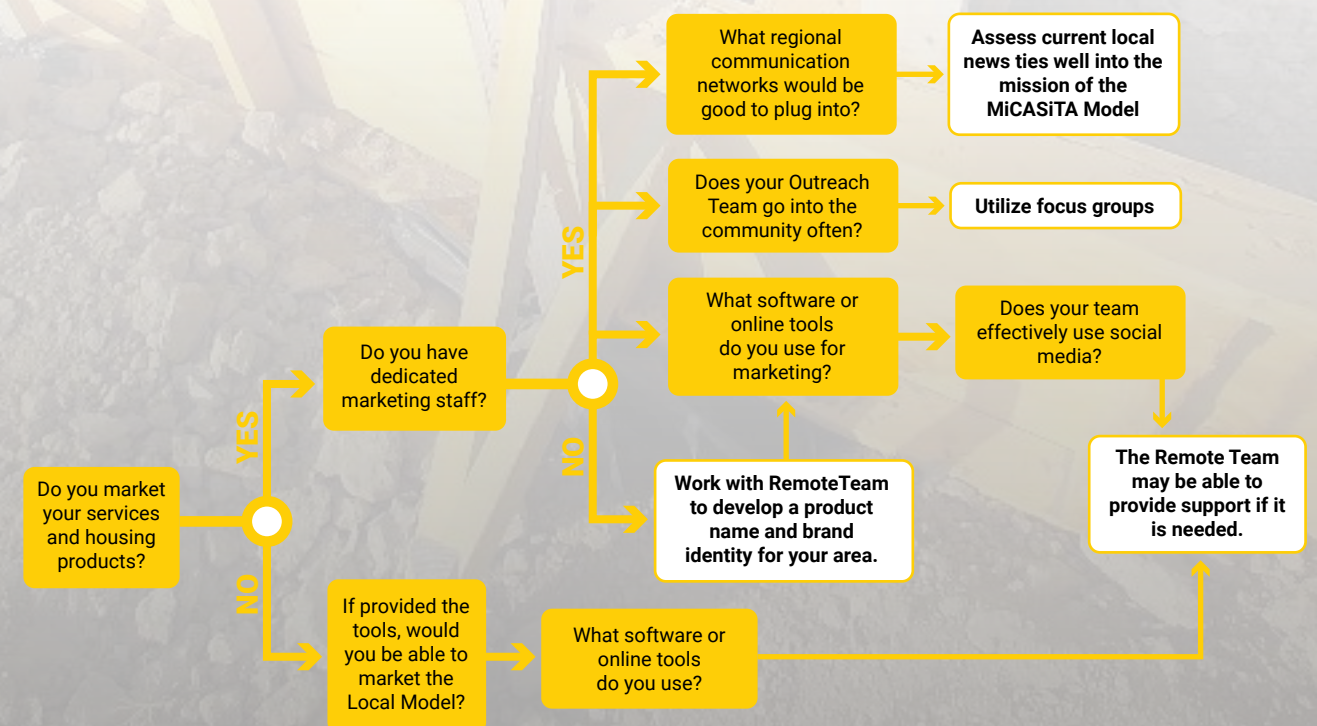 Do you market
your services
and housing
products?
YES
NO
Do you have
dedicated
marketing staff?
YES
NO
What regional
communication
networks would be
good to plug into?
Assess current local
news ties well into the
mission of the
MiCASiTA Model
Does your Outreach
Team go into the
community often?
Utilize focus groups
What software or
online tools
do you use for
marketing?
Does your team
effectively use social
media?
Work with RemoteTeam
to develop a product
name and brand
identity for your area.
The Remote Team
may be able to
provide support if it
is needed.
If provided the
tools, would
you be able to
market the
Local Model?
What software or
online tools
do you use?